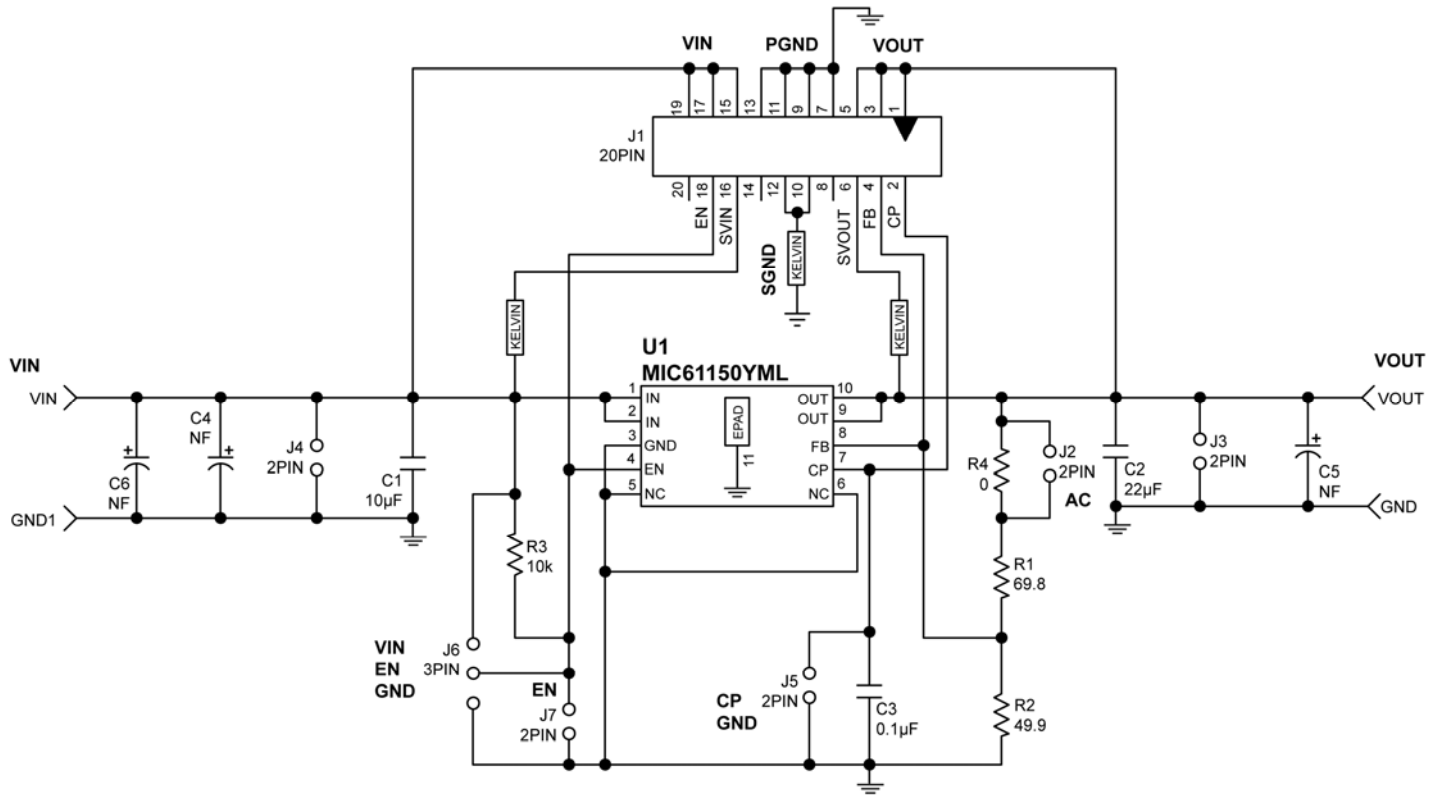 VIN PGND VOUT
19 17 15 13 11 9 7 5 3 1
J1
20PIN
20 18 16 14 12 10 8 6 4 2
EN SVIN SVOUT FB CP
SGND
KELVIN
KELVIN
KELVIN
U1
MIC61150YML
VIN
VIN
VOUT
VOUT
1 IN OUT 10
2 IN OUT 9
3 GND FB 8
4 EN CP 7
5 NC NC 6
EPAD
11
C4
NF
C6
NF
J4
2PIN
C1
10µF
GND1
R4
0
J2
2PIN
AC
C2
22µF
J3
2PIN
C5
NF
GND
R3
10k
R1
69.8
VIN
EN
GND
J6
3PIN
EN
J7
2PIN
CP
GND
J5
2PIN
C3
0.1µF
R2
49.9